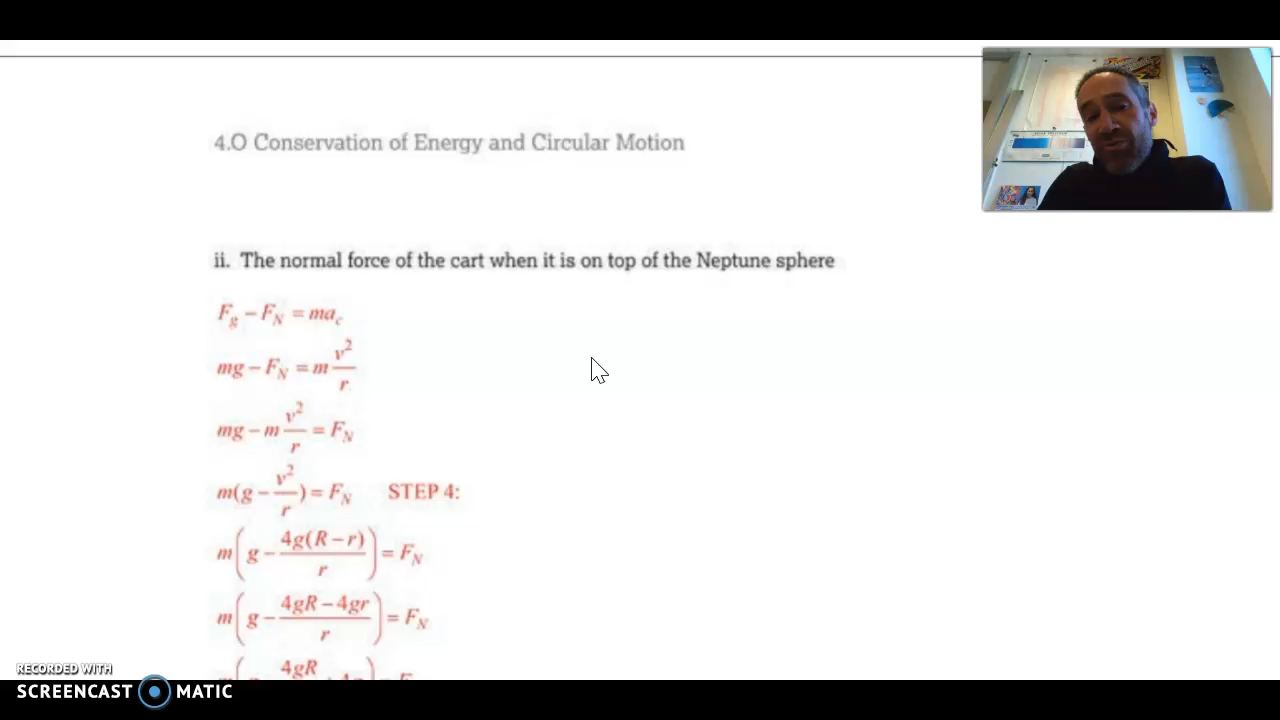 4.O Conservation of Energy and Circular Motion
ii. The normal force of the cart when it is on top of the Neptune sphere
F_g − F_N = ma_c
mg − F_N = m v²/r
mg − m v²/r = F_N
m(g − v²/r) = F_N STEP 4:
m(g − 4g(R − r)/r) = F_N
m(g − 4gR − 4gr/r) = F_N
4gR
RECORDED WITH
SCREENCAST MATIC